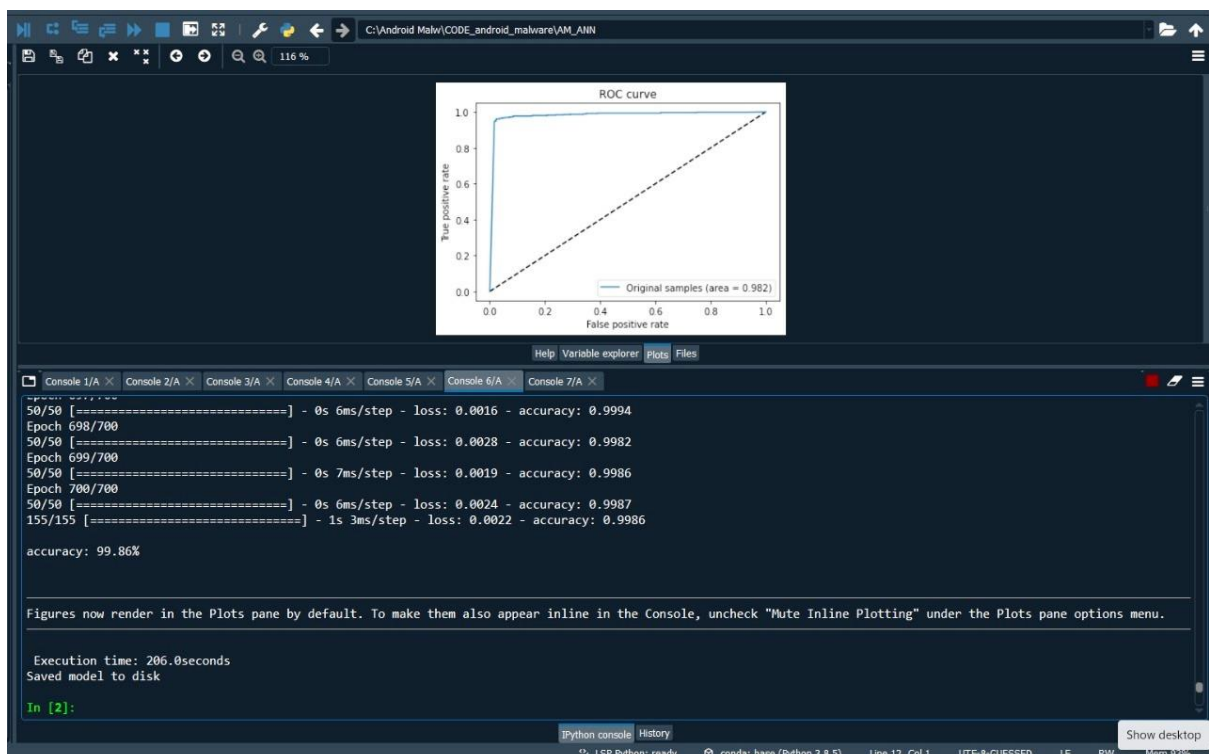 C:\Android Malw\CODE_android_malware\AM_ANN
116 %
ROC curve
1.0
0.8
0.6
0.4
0.2
0.0
True positive rate
Original samples (area = 0.982)
0.0 0.2 0.4 0.6 0.8 1.0
False positive rate
Help Variable explorer Plots Files
Console 1/A Console 2/A Console 3/A Console 4/A Console 5/A Console 6/A Console 7/A
50/50 [==============================] - 0s 6ms/step - loss: 0.0016 - accuracy: 0.9994
Epoch 698/700
50/50 [==============================] - 0s 6ms/step - loss: 0.0028 - accuracy: 0.9982
Epoch 699/700
50/50 [==============================] - 0s 7ms/step - loss: 0.0019 - accuracy: 0.9986
Epoch 700/700
50/50 [==============================] - 0s 6ms/step - loss: 0.0024 - accuracy: 0.9987
155/155 [==============================] - 1s 3ms/step - loss: 0.0022 - accuracy: 0.9986
accuracy: 99.86%
Figures now render in the Plots pane by default. To make them also appear inline in the Console, uncheck "Mute Inline Plotting" under the Plots pane options menu.
Execution time: 206.0seconds
Saved model to disk
In [2]:
IPython console History
Show desktop
LSP Python: ready conda: base (Python 3.8.5) Line 12, Col 1 UTF-8-GUESSED LF RW Mem 93%